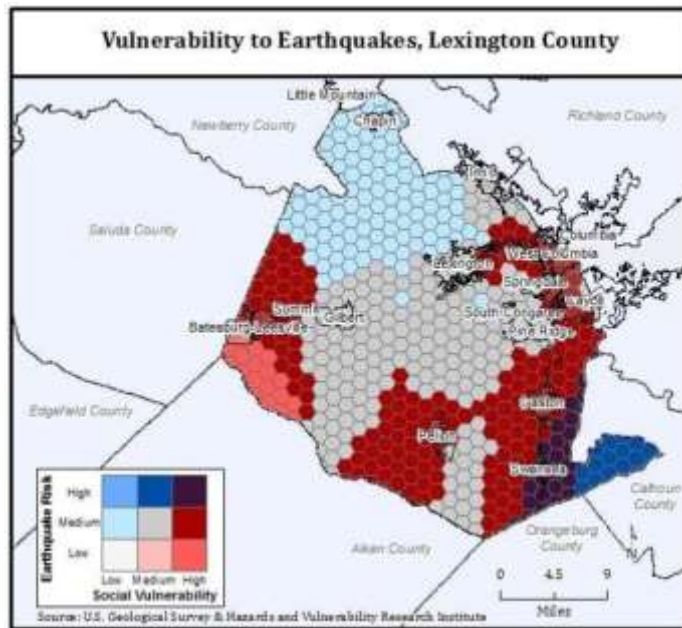 Vulnerability to Earthquakes, Lexington County
Little Mountain
Chapin
Newberry County
Richland County
Irmo
Saluda County
Columbia
West Columbia
Lexington
Springdale
Cayce
Summit
Gilbert
South Congaree
Batesburg-Leesville
Pine Ridge
Edgefield County
Gaston
Pelion
Swansea
Calhoun
County
Orangeburg
County
Aiken County
N
Earthquake Risk
High
Medium
Low
Low Medium High
Social Vulnerability
0 4.5 9
Miles
Source: U.S. Geological Survey & Hazards and Vulnerability Research Institute